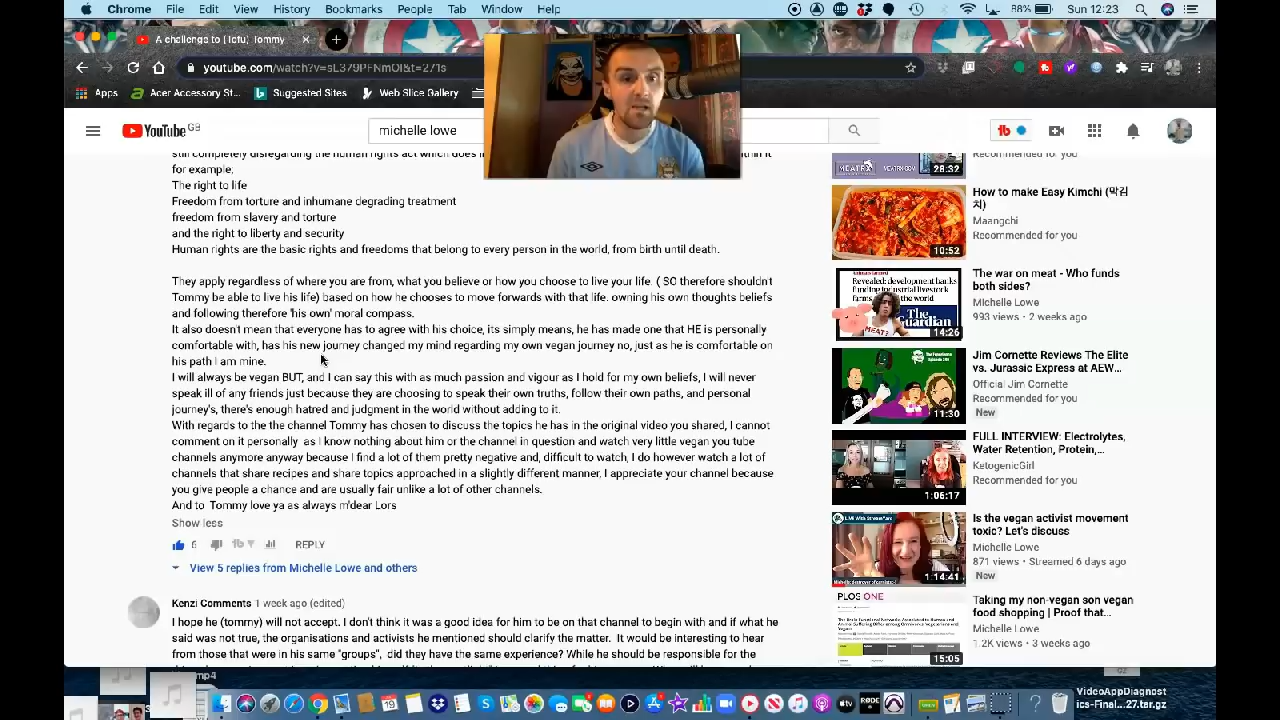 Chrome File Edit View History Bookmarks People Tab Window Help
88% Sun 12:23
A challenge to (Tofu) Tommy
youtube.com/watch?v=sL379PFNmOI&t=271s
Apps Acer Accessory St... Suggested Sites Web Slice Gallery
YouTube GB
michelle lowe
still completely disregarding the human rights act which does
for example
The right to life
Freedom from torture and inhumane degrading treatment
freedom from slavery and torture
and the right to liberty and security
Human rights are the basic rights and freedoms that belong to every person in the world, from birth until death.
They apply regardless of where you are from, what you believe or how you choose to live your life. ( SO therefore shouldn't
Tommy be able to live his life) based on how he chooses to move forwards with that life. owning his own thoughts beliefs
and following therefore 'his own' moral compass.
It also doesn't mean that everyone has to agree with his choice, its simply means, he has made one that HE is personally
comfortable with, has his new journey changed my mind regarding my own vegan journey no, just as he is comfortable on
his path I am mine.
I will always be vegan BUT, and I can say this with as much passion and vigour as I hold for my own beliefs, I will never
speak ill of any friends just because they are choosing to speak their own truths, follow their own paths, and personal
journey's, there's enough hatred and judgment in the world without adding to it.
With regards to the the channel Tommy has chosen to discuss the topics he has in the original video you shared, I cannot
comment on it personally as I know nothing about him or the channel in question and watch very little vegan you tube
channels anymore anyway because I find a lot of them pretty negative and, difficult to watch, I do however watch a lot of
channels that share recipes and share topics approached in a slightly different manner, I appreciate your channel because
you give people a chance and are usually fair unlike a lot of other channels.
And to Tommy love ya as always m'dear Lors
Show less
6 REPLY
View 5 replies from Michelle Lowe and others
Kenzi Comments 1 week ago (edited)
I hope he (tommy) will not accept. I don't think it was a good idea for him to be on that channel to begin with and if what he
said was untrue the organisations and activists he worked with should clarify the matter. It would be interesting to hear
from those that were in his "group", did they have the same experience? While he should be responsible for the
Recommended for you
MEATRX
28:32
How to make Easy Kimchi (막김
치)
Maangchi
Recommended for you
10:52
The war on meat - Who funds
both sides?
Michelle Lowe
993 views • 2 weeks ago
Revealed: development banks
funding industrial livestock
farms
the world
MEAT?
The
Guardian
14:26
Jim Cornette Reviews The Elite
vs. Jurassic Express at AEW...
Official Jim Cornette
Recommended for you
New
11:30
FULL INTERVIEW: Electrolytes,
Water Retention, Protein,...
KetogenicGirl
Recommended for you
1:06:17
Is the vegan activist movement
toxic? Let's discuss
Michelle Lowe
871 views • Streamed 6 days ago
New
1:14:41
Taking my non-vegan son vegan
food shopping | Proof that...
Michelle Lowe
1.2K views • 3 weeks ago
PLOS ONE
15:05
mp4
VideoAppDiagnost
ics-Final...27.tar.gz